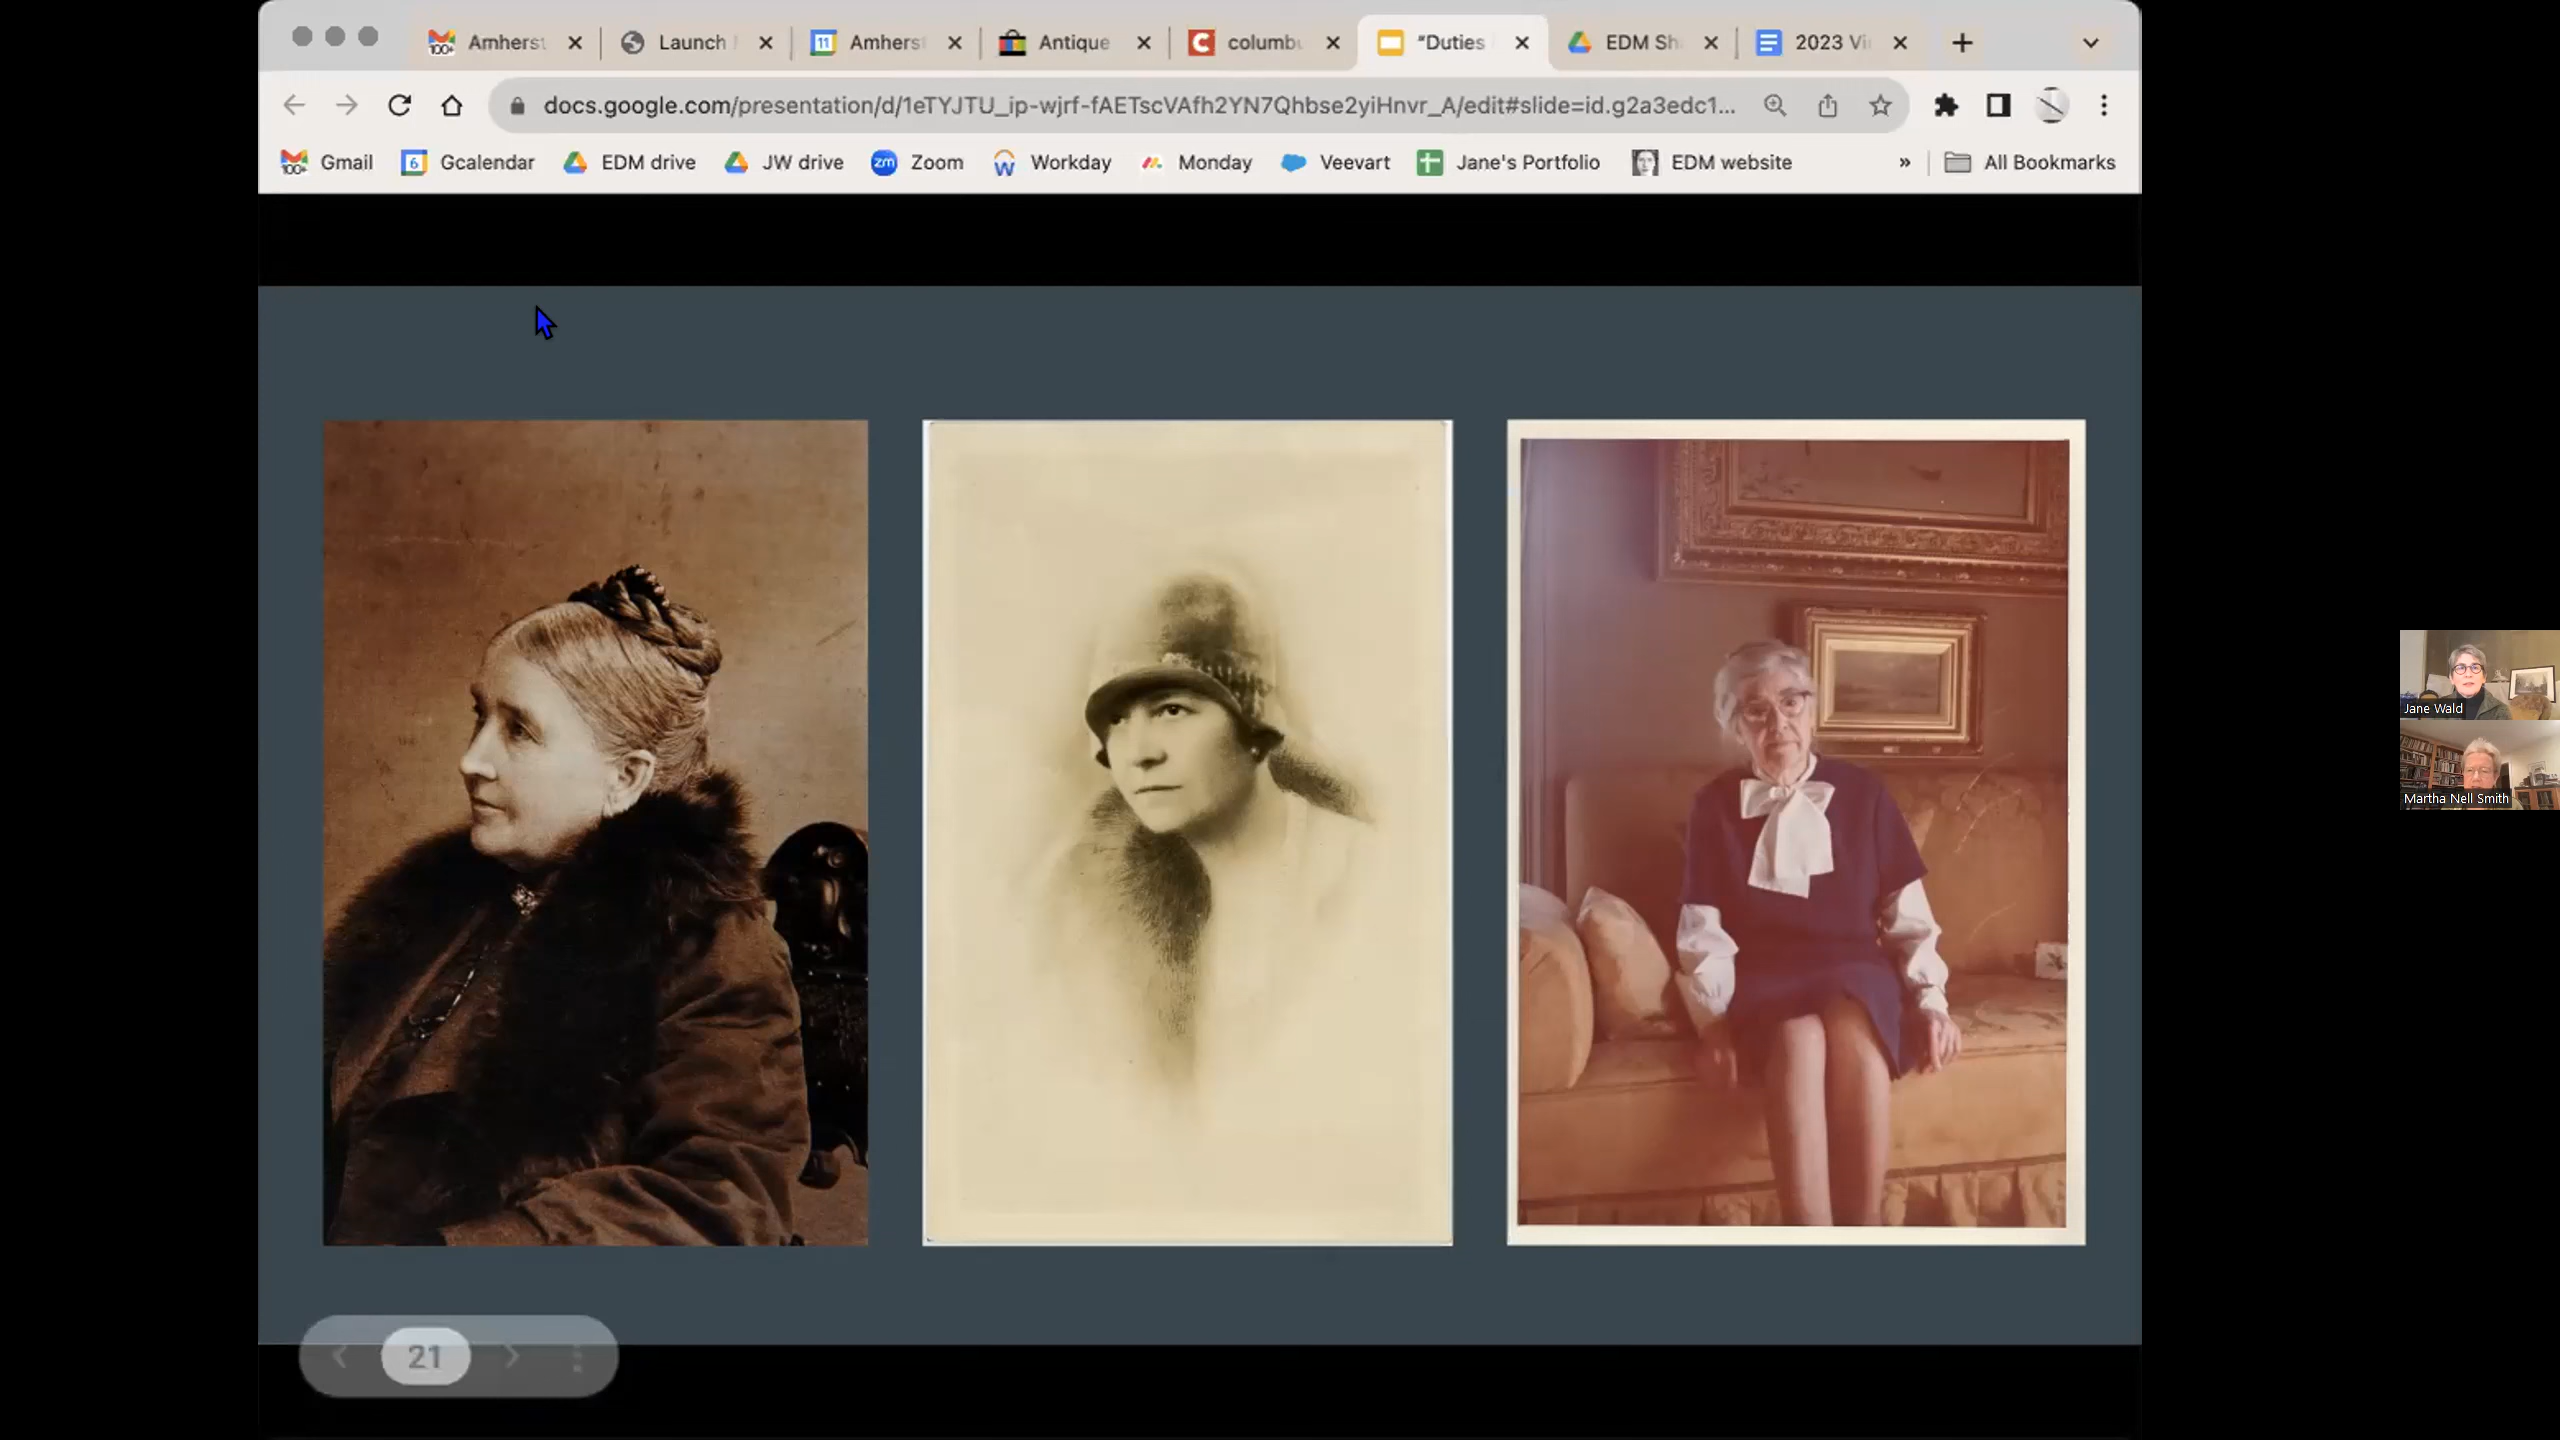 Amherst Launch Amherst Antique columbu "Duties EDM Sh 2023 Vi
docs.google.com/presentation/d/1eTYJTU_ip-wjrf-fAETscVAfh2YN7Qhbse2yiHnvr_A/edit#slide=id.g2a3edc1...
Gmail Gcalendar EDM drive JW drive Zoom Workday Monday Veevart Jane's Portfolio EDM website » All Bookmarks
Jane Wald
Martha Nell Smith
21